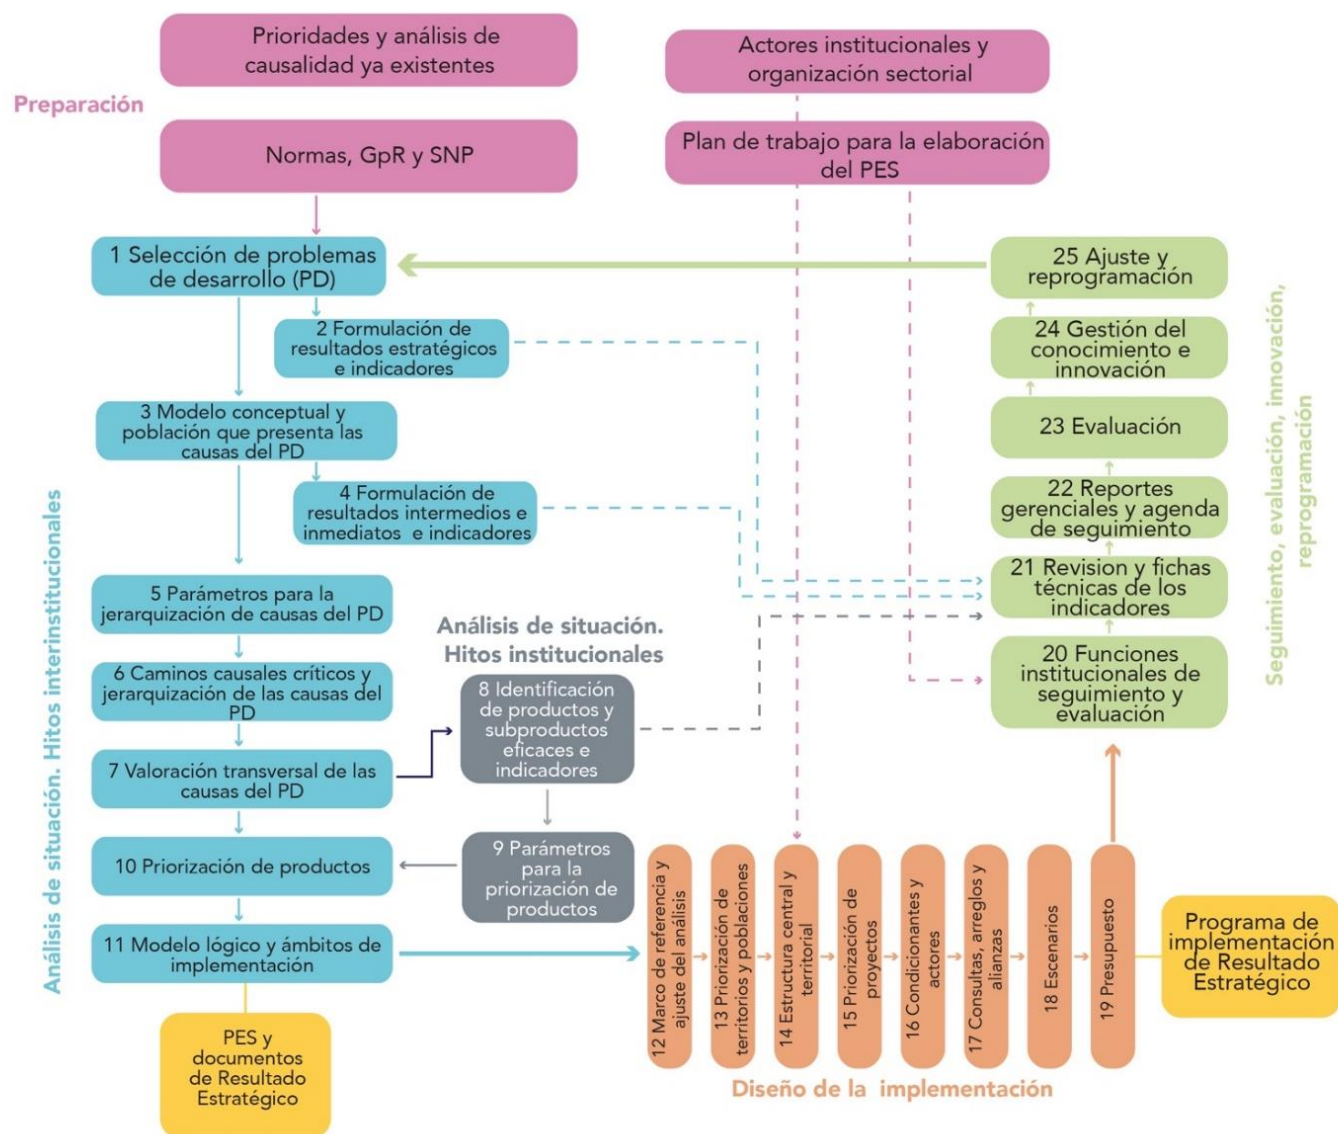 Prioridades y análisis de
causalidad ya existentes
Actores institucionales y
organización sectorial
Preparación
Normas, GpR y SNP
Plan de trabajo para la elaboración
del PES
1 Selección de problemas
de desarrollo (PD)
2 Formulación de
resultados estratégicos
e indicadores
3 Modelo conceptual y
población que presenta las
causas del PD
4 Formulación de
resultados intermedios e
inmediatos e indicadores
5 Parámetros para la
jerarquización de causas del PD
6 Caminos causales críticos y
jerarquización de las causas del
PD
7 Valoración transversal de las
causas del PD
Análisis de situación.
Hitos institucionales
8 Identificación
de productos y
subproductos
eficaces e
indicadores
9 Parámetros
para la
priorización de
productos
10 Priorización de productos
11 Modelo lógico y ámbitos de
implementación
Análisis de situación. Hitos interinstitucionales
PES y
documentos
de Resultado
Estratégico
12 Marco de referencia y
ajuste del análisis
13 Priorización de
territorios y poblaciones
14 Estructura central y
territorial
15 Priorización de
proyectos
16 Condicionantes y
actores
17 Consultas, arreglos y
alianzas
18 Escenarios
19 Presupuesto
Diseño de la implementación
Programa de
implementación
de Resultado
Estratégico
20 Funciones
institucionales de
seguimiento y
evaluación
21 Revision y fichas
técnicas de los
indicadores
22 Reportes
gerenciales y agenda
de seguimiento
23 Evaluación
24 Gestión del
conocimiento e
innovación
25 Ajuste y
reprogramación
Seguimiento, evaluación, innovación,
reprogramación